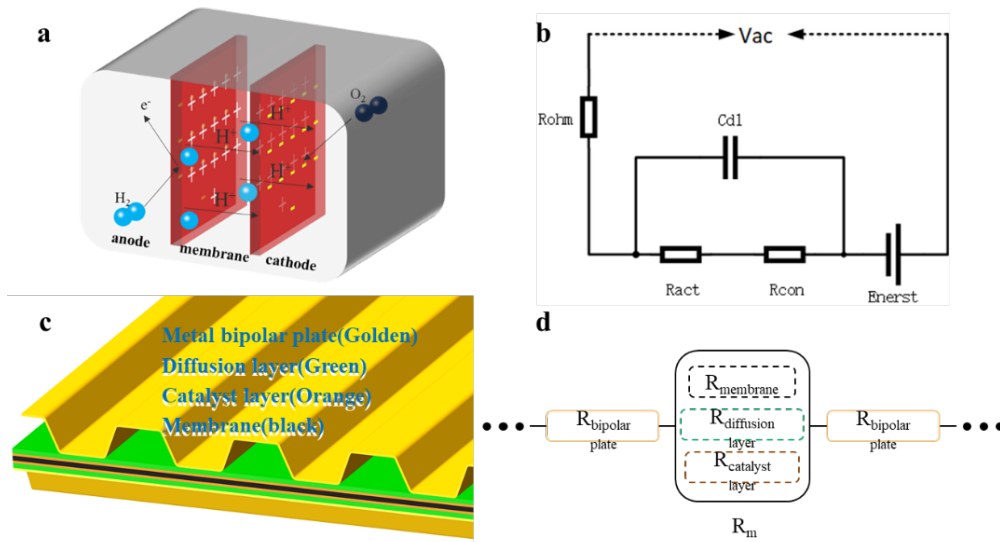 a
e-
H2
O2
H+
H+
H+
H+
anode
membrane
cathode
b
Vac
Rohm
Cd1
Ract
Rcon
Enerst
c
Metal bipolar plate(Golden)
Diffusion layer(Green)
Catalyst layer(Orange)
Membrane(black)
d
Rmembrane
Rbipolar
plate
Rdiffusion
layer
Rbipolar
plate
Rcatalyst
layer
Rm